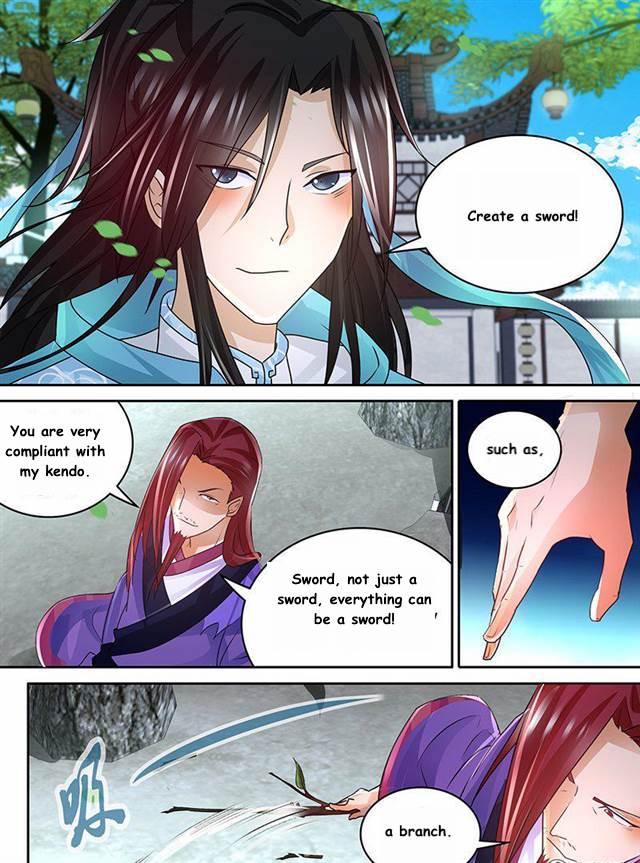 Create a sword!
You are very
compliant with
my kendo.
Sword, not just a
sword, everything can
be a sword!
such as,
吸
a branch.